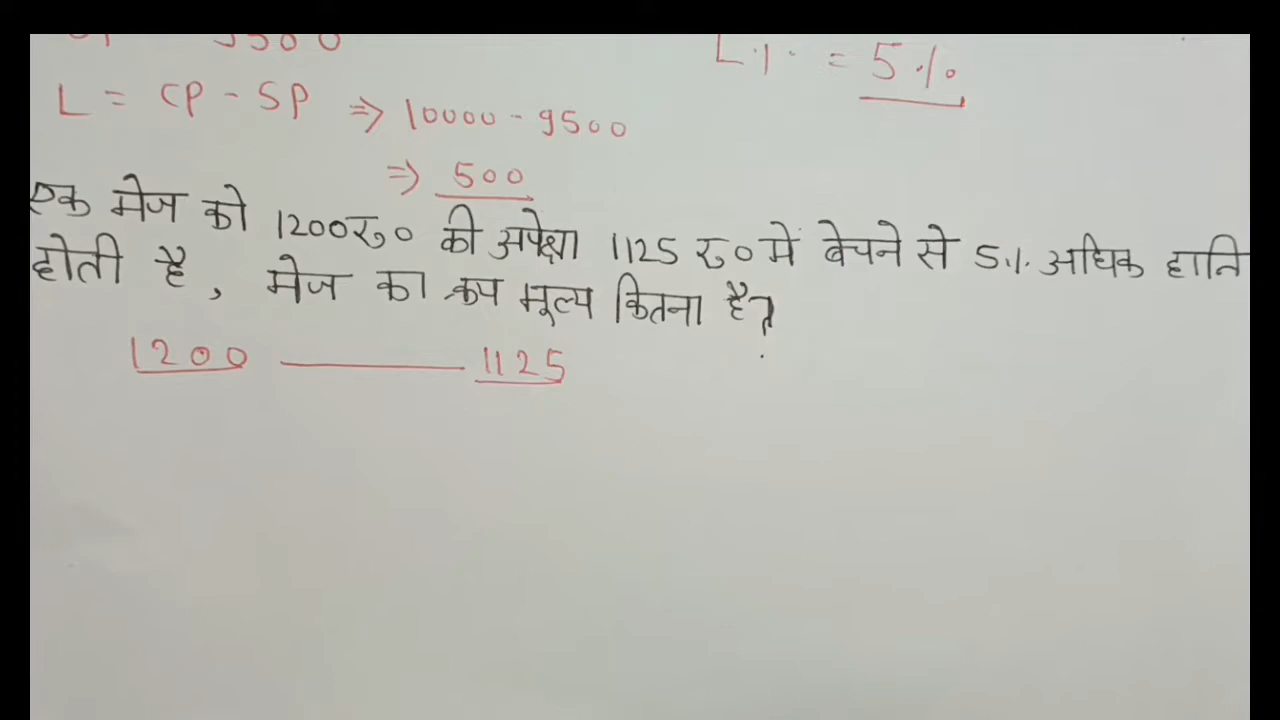 L% = 5%
L = CP - SP ⇒ 10000 - 9500
⇒ 500
एक मेज को 1200रु० की अपेक्षा 1125 रु० में बेचने से 5% अधिक हानि
होती है, मेज का क्रय मूल्य कितना है?
1200 — 1125